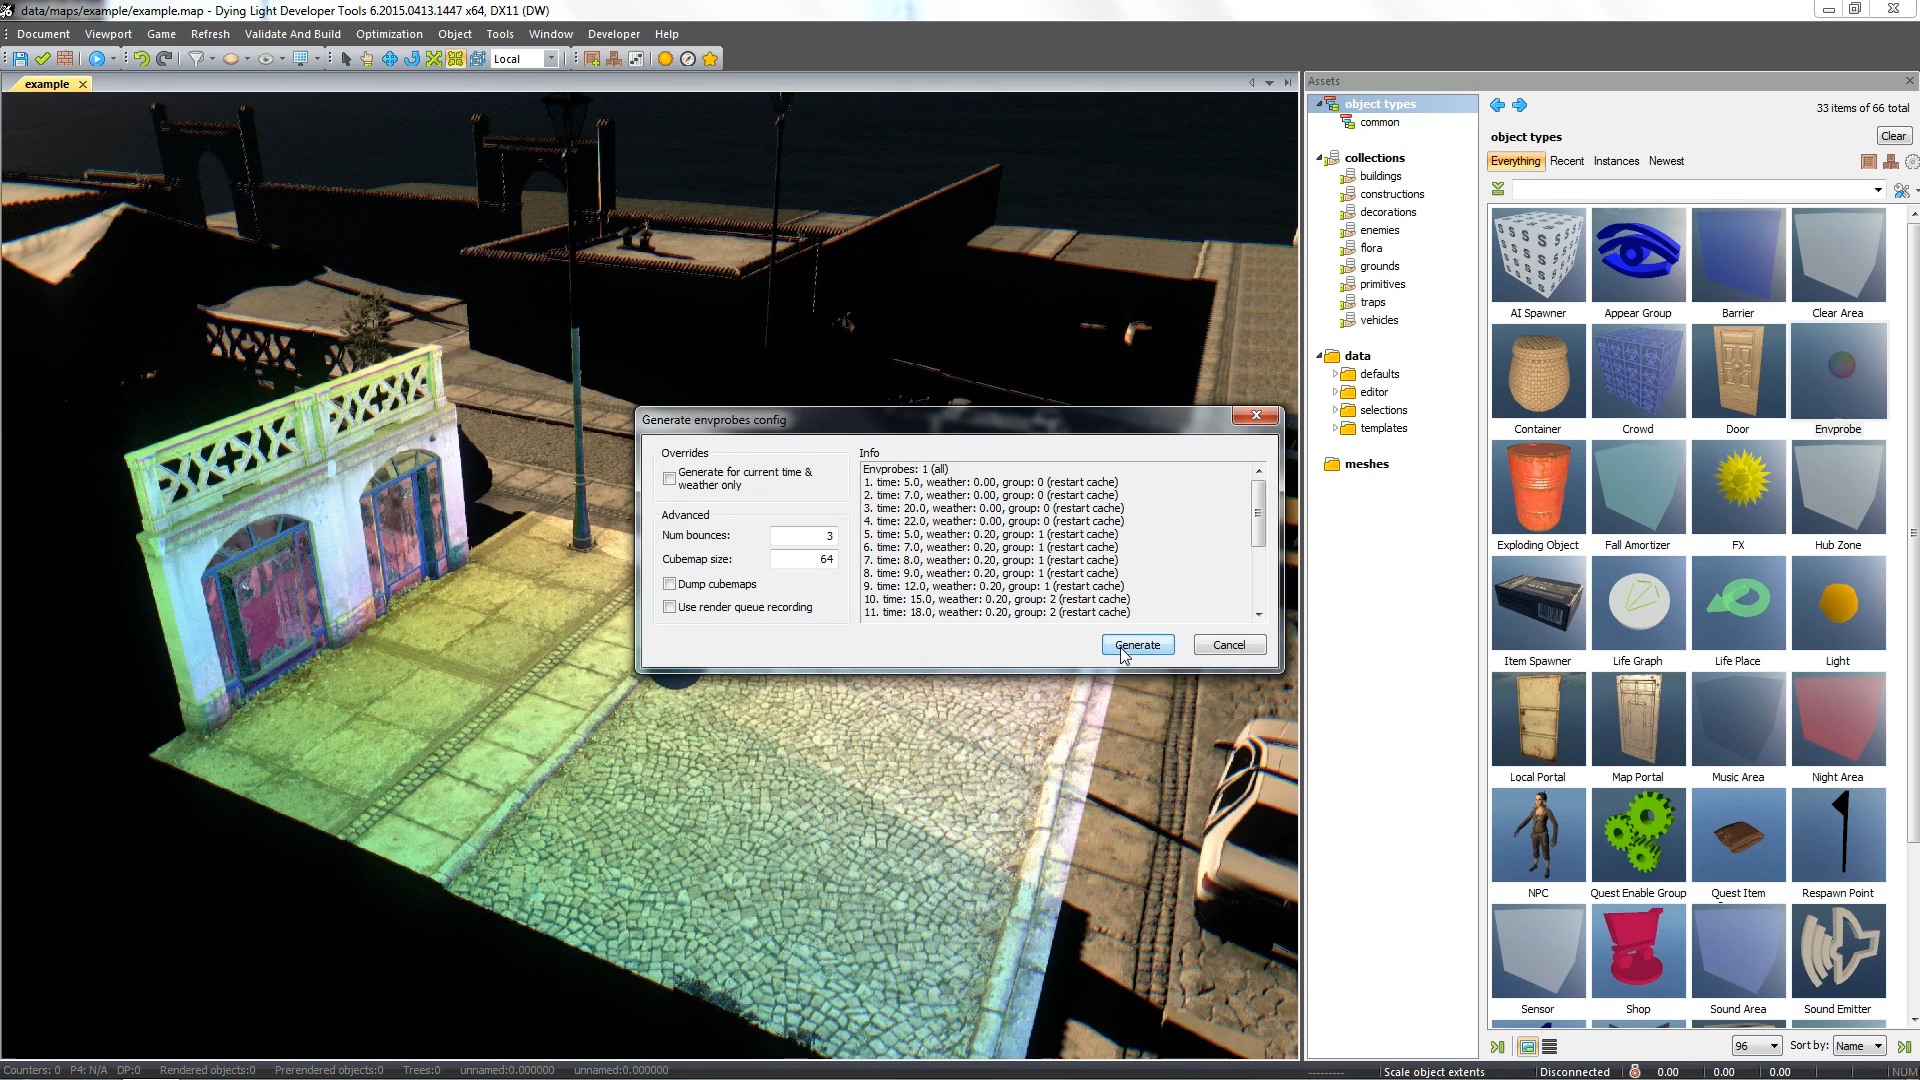 data/maps/example/example.map - Dying Light Developer Tools 6.2015.0413.1447 x64, DX11 (DW)
Document Viewport Game Refresh Validate And Build Optimization Object Tools Window Developer Help
Local
example
Assets
object types
common
collections
buildings
constructions
decorations
enemies
flora
grounds
primitives
traps
vehicles
data
defaults
editor
selections
templates
meshes
33 items of 66 total
object types
Clear
Everything Recent Instances Newest
AI Spawner Appear Group Barrier Clear Area
Container Crowd Door Envprobe
Exploding Object Fall Amortizer FX Hub Zone
Item Spawner Life Graph Life Place Light
Local Portal Map Portal Music Area Night Area
NPC Quest Enable Group Quest Item Respawn Point
Sensor Shop Sound Area Sound Emitter
96 Sort by: Name
Generate envprobes config
Overrides
Generate for current time &
weather only
Advanced
Num bounces: 3
Cubemap size: 64
Dump cubemaps
Use render queue recording
Info
Envprobes: 1 (all)
1. time: 5.0, weather: 0.00, group: 0 (restart cache)
2. time: 7.0, weather: 0.00, group: 0 (restart cache)
3. time: 20.0, weather: 0.00, group: 0 (restart cache)
4. time: 22.0, weather: 0.00, group: 0 (restart cache)
5. time: 5.0, weather: 0.20, group: 1 (restart cache)
6. time: 7.0, weather: 0.20, group: 1 (restart cache)
7. time: 8.0, weather: 0.20, group: 1 (restart cache)
8. time: 9.0, weather: 0.20, group: 1 (restart cache)
9. time: 12.0, weather: 0.20, group: 1 (restart cache)
10. time: 15.0, weather: 0.20, group: 2 (restart cache)
11. time: 18.0, weather: 0.20, group: 2 (restart cache)
Generate Cancel
Counters: 0 P4: N/A DP:0 Rendered objects:0 Prerendered objects:0 Trees:0 unnamed:0.000000 unnamed:0.000000
--------- Scale object extents Disconnected 0.00 0.00 0.00 NUM